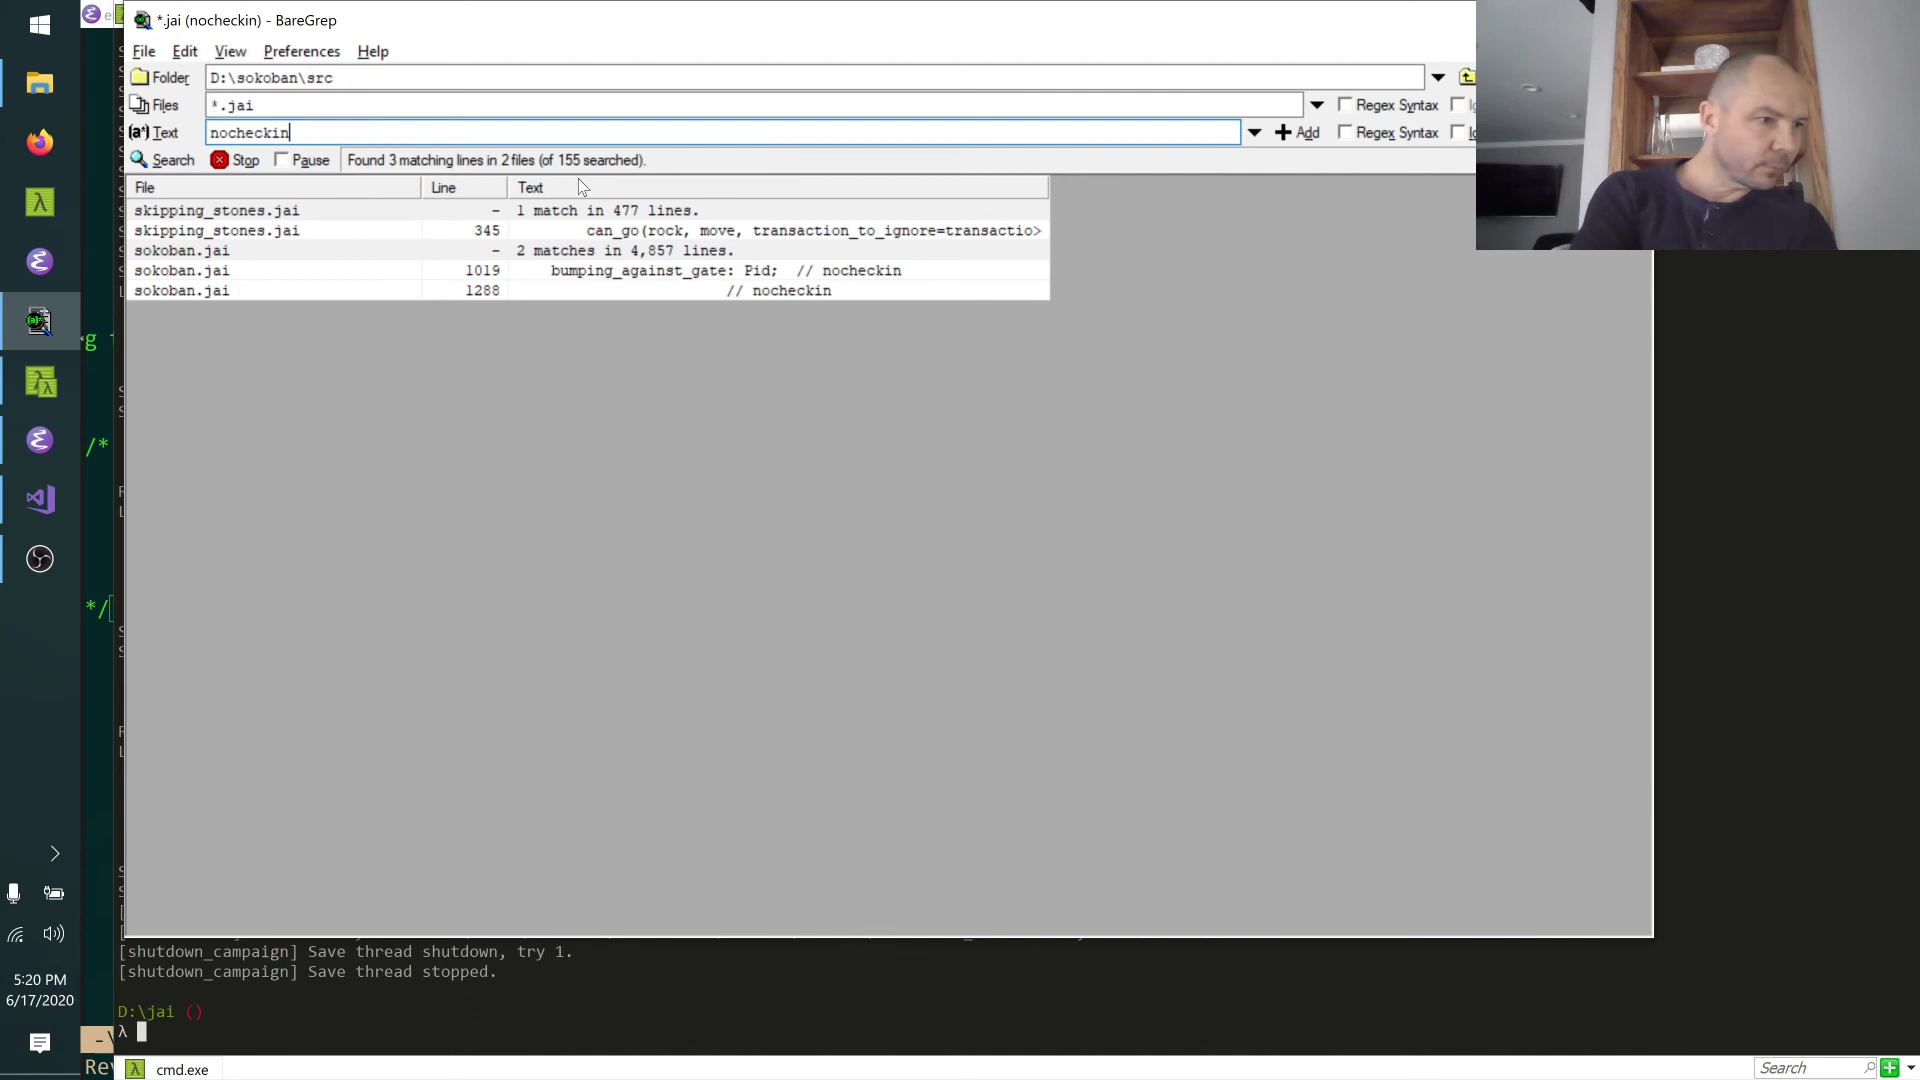 *.jai (nocheckin) - BareGrep
File Edit View Preferences Help
Folder D:\sokoban\src
Files *.jai Regex Syntax
(a*) Text nocheckin Add Regex Syntax
Search Stop Pause Found 3 matching lines in 2 files (of 155 searched).
File Line Text
skipping_stones.jai - 1 match in 477 lines.
skipping_stones.jai 345 can_go(rock, move, transaction_to_ignore=transactio>
sokoban.jai - 2 matches in 4,857 lines.
sokoban.jai 1019 bumping_against_gate: Pid; // nocheckin
sokoban.jai 1288 // nocheckin
/*
*/
[shutdown_campaign] Save thread shutdown, try 1.
[shutdown_campaign] Save thread stopped.
5:20 PM
6/17/2020
D:\jai ()
λ
cmd.exe
Search